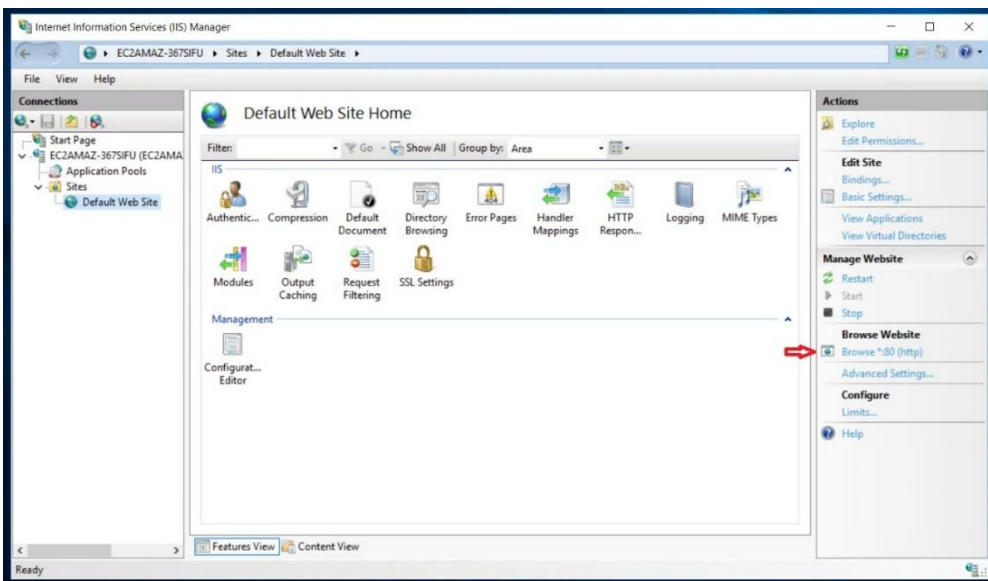 Internet Information Services (IIS) Manager
EC2AMAZ-367SIFU Sites Default Web Site
File View Help
Connections
Start Page
EC2AMAZ-367SIFU (EC2AMA
Application Pools
Sites
Default Web Site
Default Web Site Home
Filter: Go Show All Group by: Area
IIS
Authentic... Compression Default Document Directory Browsing Error Pages Handler Mappings HTTP Respon... Logging MIME Types
Modules Output Caching Request Filtering SSL Settings
Management
Configurat... Editor
Features View Content View
Actions
Explore
Edit Permissions...
Edit Site
Bindings...
Basic Settings...
View Applications
View Virtual Directories
Manage Website
Restart
Start
Stop
Browse Website
Browse *:80 (http)
Advanced Settings...
Configure
Limits...
Help
Ready